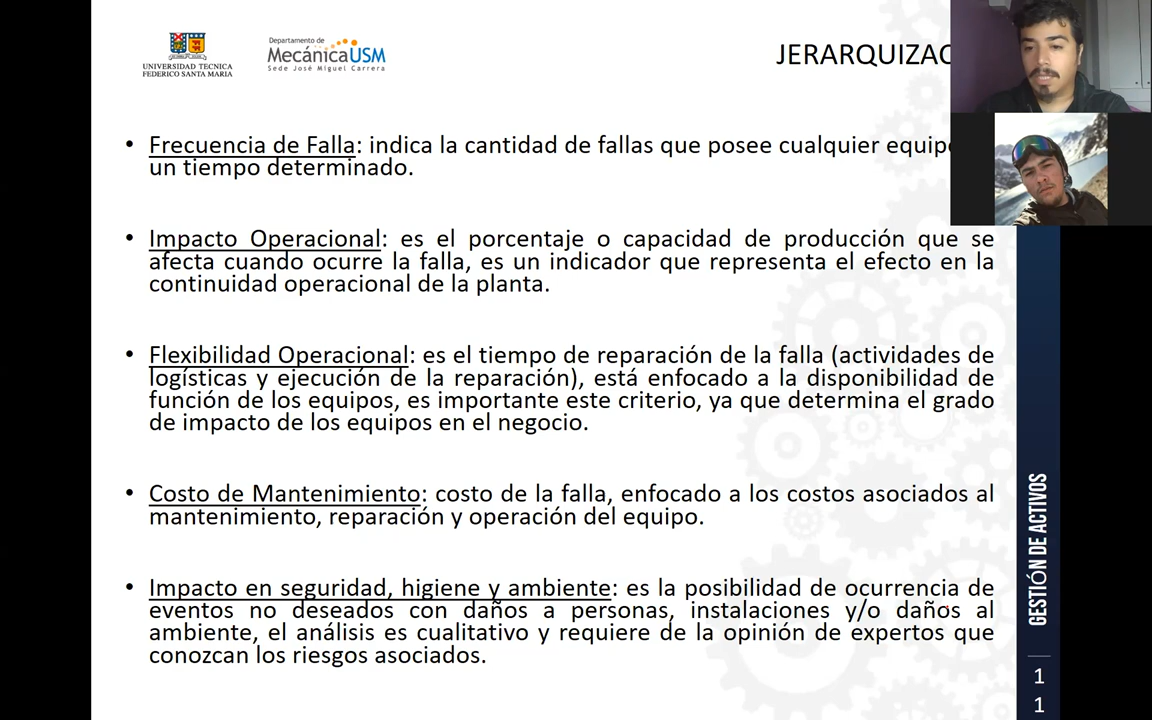 UNIVERSIDAD TECNICA
FEDERICO SANTA MARIA
Departamento de
MecánicaUSM
Sede José Miguel Carrera
JERARQUIZAC
• Frecuencia de Falla: indica la cantidad de fallas que posee cualquier equipo
un tiempo determinado.
• Impacto Operacional: es el porcentaje o capacidad de producción que se
afecta cuando ocurre la falla, es un indicador que representa el efecto en la
continuidad operacional de la planta.
• Flexibilidad Operacional: es el tiempo de reparación de la falla (actividades de
logísticas y ejecución de la reparación), está enfocado a la disponibilidad de
función de los equipos, es importante este criterio, ya que determina el grado
de impacto de los equipos en el negocio.
• Costo de Mantenimiento: costo de la falla, enfocado a los costos asociados al
mantenimiento, reparación y operación del equipo.
• Impacto en seguridad, higiene y ambiente: es la posibilidad de ocurrencia de
eventos no deseados con daños a personas, instalaciones y/o daños al
ambiente, el análisis es cualitativo y requiere de la opinión de expertos que
conozcan los riesgos asociados.
GESTIÓN DE ACTIVOS
1
1